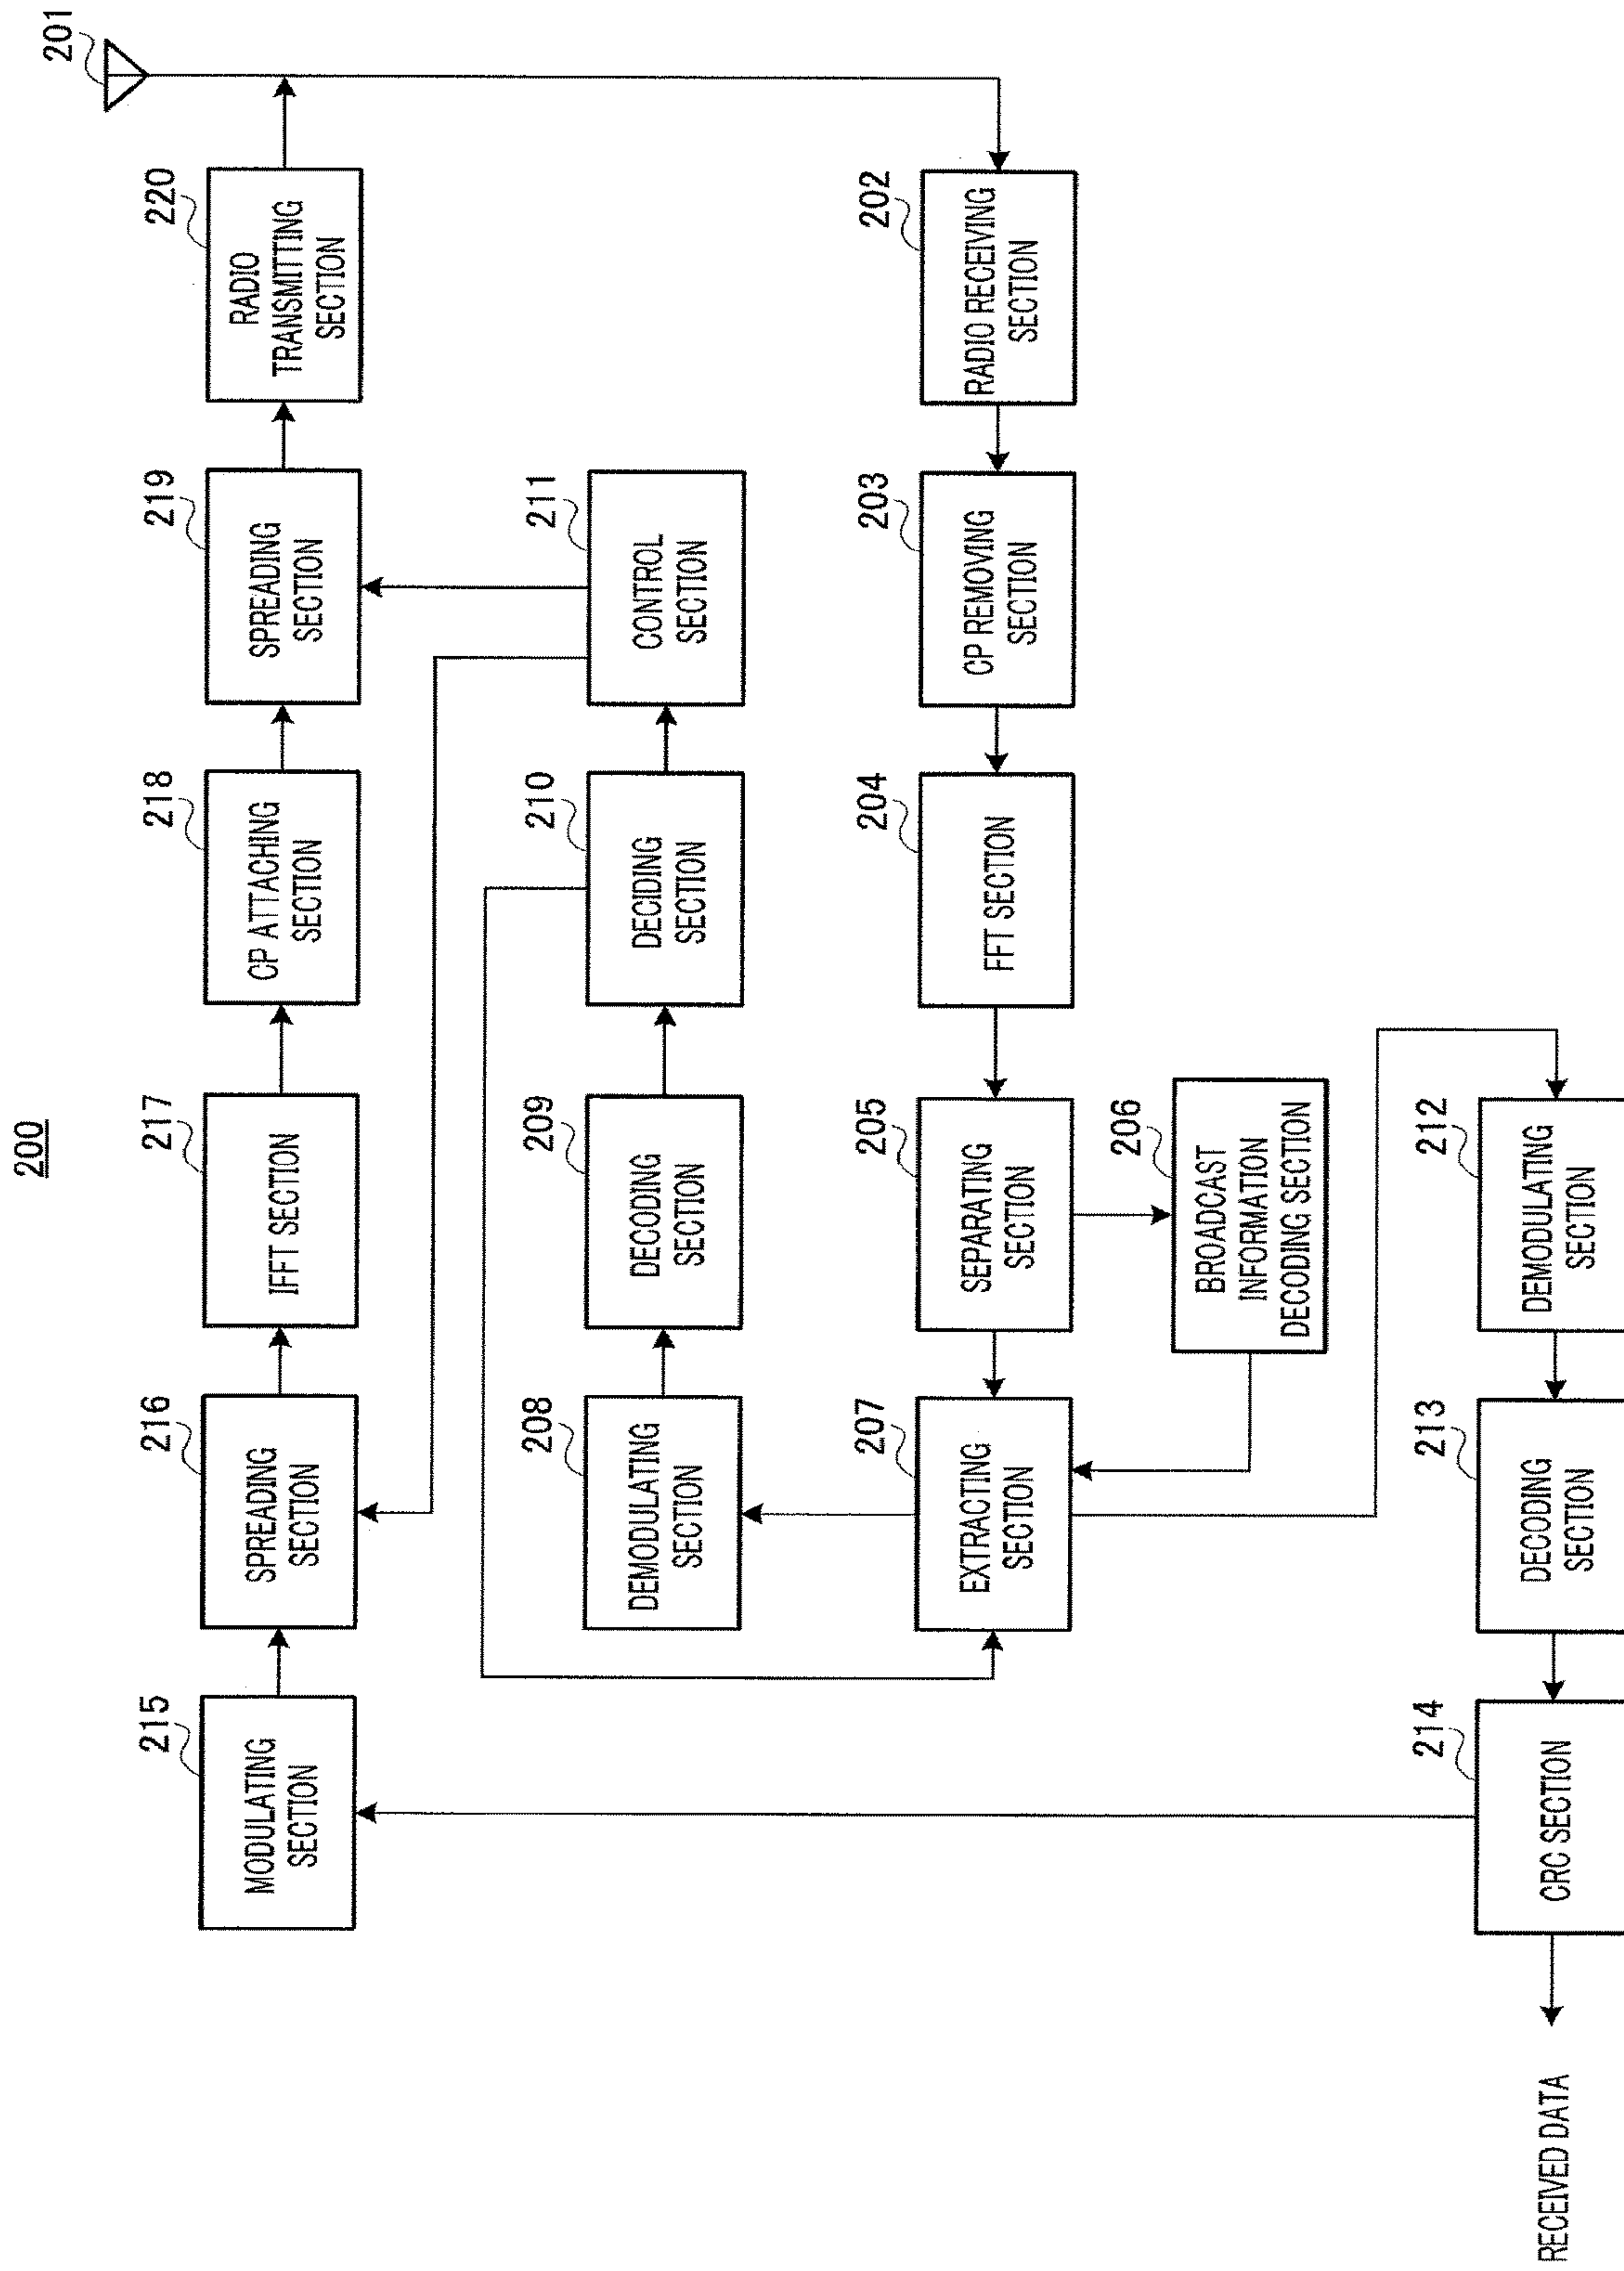 200
201
215
MODULATING
SECTION
216
SPREADING
SECTION
217
IFFT SECTION
218
CP ATTACHING
SECTION
219
SPREADING
SECTION
220
RADIO
TRANSMITTING
SECTION
208
DEMODULATING
SECTION
209
DECODING
SECTION
210
DECIDING
SECTION
211
CONTROL
SECTION
207
EXTRACTING
SECTION
205
SEPARATING
SECTION
204
FFT SECTION
203
CP REMOVING
SECTION
202
RADIO RECEIVING
SECTION
206
BROADCAST
INFORMATION
DECODING SECTION
RECEIVED DATA
214
CRC SECTION
213
DECODING
SECTION
212
DEMODULATING
SECTION